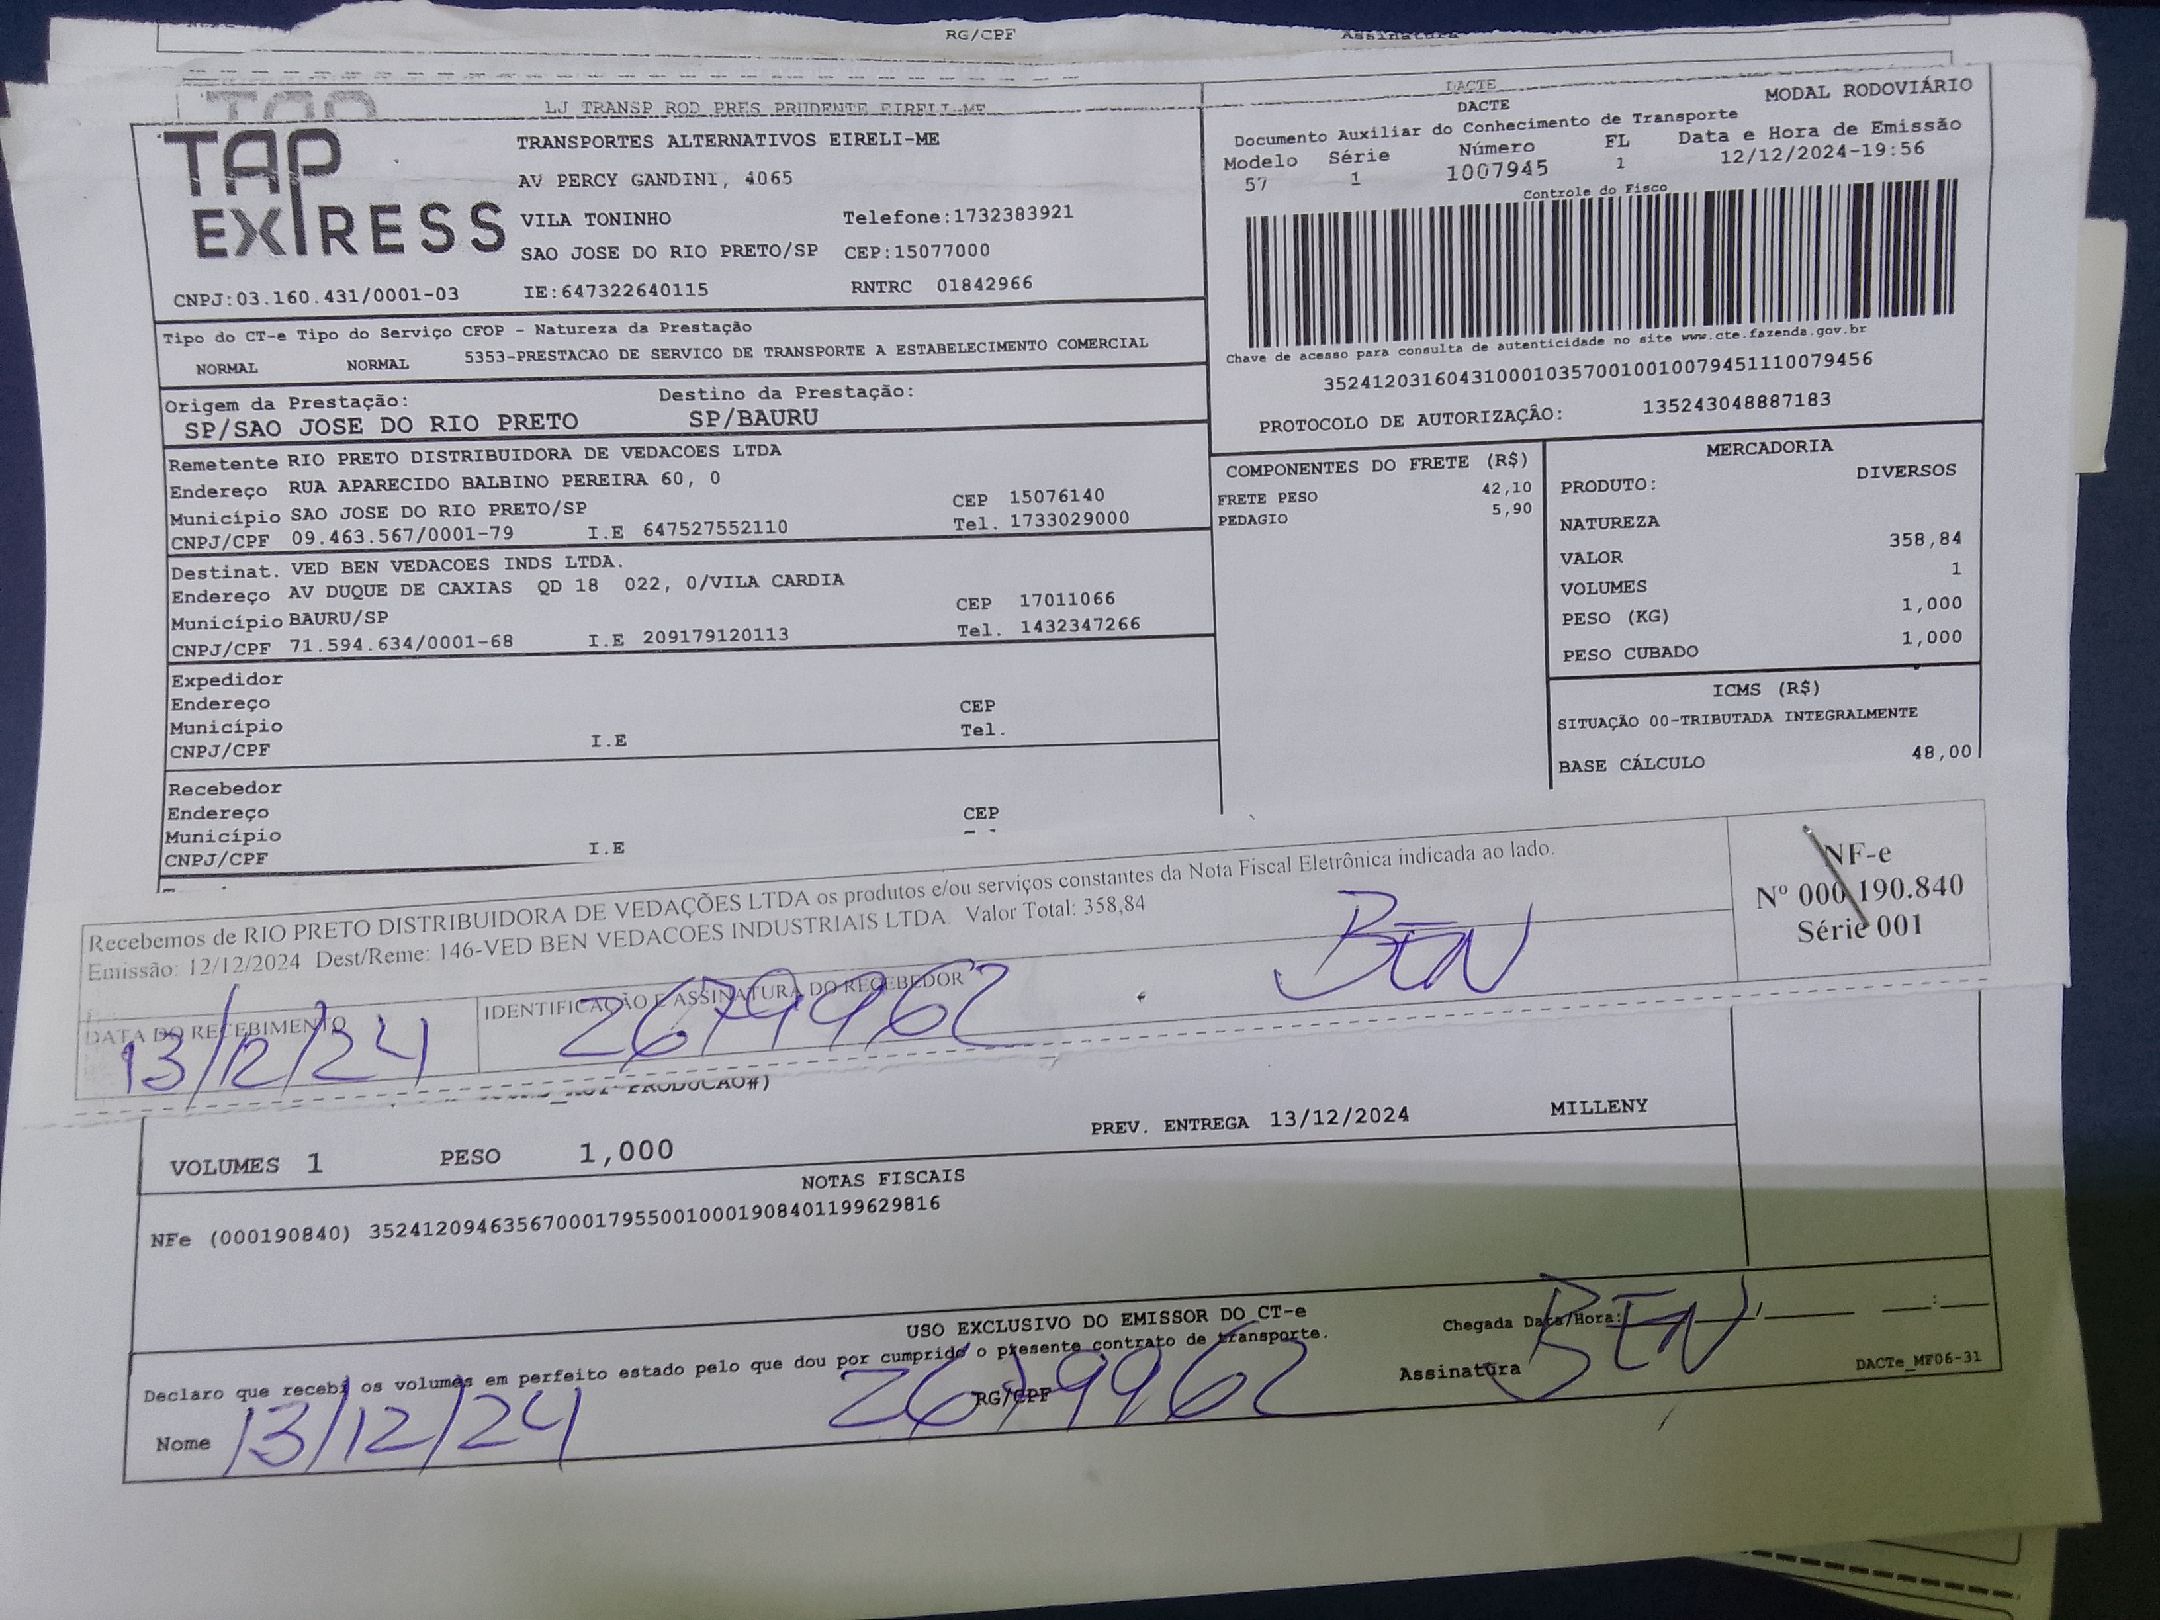 RG/CPF
LJ TRANSP ROD PRES PRUDENTE EIRELI-ME
DACTE
TAP EXPRESS
TRANSPORTES ALTERNATIVOS EIRELI-ME
AV PERCY GANDINI, 4065
VILA TONINHO Telefone:1732383921
SAO JOSE DO RIO PRETO/SP CEP:15077000
CNPJ:03.160.431/0001-03 IE:647322640115 RNTRC 01842966
DACTE MODAL RODOVIÁRIO
Documento Auxiliar do Conhecimento de Transporte
Modelo Série Número FL Data e Hora de Emissão
57 1 1007945 1 12/12/2024-19:56
Controle do Fisco
Chave de acesso para consulta de autenticidade no site www.cte.fazenda.gov.br
35241203160431000103570010010079451110079456
PROTOCOLO DE AUTORIZAÇÃO: 135243048887183
Tipo do CT-e Tipo do Serviço CFOP - Natureza da Prestação
NORMAL NORMAL 5353-PRESTACAO DE SERVICO DE TRANSPORTE A ESTABELECIMENTO COMERCIAL
Origem da Prestação: Destino da Prestação:
SP/SAO JOSE DO RIO PRETO SP/BAURU
Remetente RIO PRETO DISTRIBUIDORA DE VEDACOES LTDA
Endereço RUA APARECIDO BALBINO PEREIRA 60, 0
Município SAO JOSE DO RIO PRETO/SP CEP 15076140
CNPJ/CPF 09.463.567/0001-79 I.E 647527552110 Tel. 1733029000
Destinat. VED BEN VEDACOES INDS LTDA.
Endereço AV DUQUE DE CAXIAS QD 18 022, 0/VILA CARDIA
Município BAURU/SP CEP 17011066
CNPJ/CPF 71.594.634/0001-68 I.E 209179120113 Tel. 1432347266
Expedidor
Endereço CEP
Município Tel.
CNPJ/CPF I.E
Recebedor
Endereço CEP
Município
CNPJ/CPF I.E
COMPONENTES DO FRETE (R$)
FRETE PESO 42,10
PEDAGIO 5,90
MERCADORIA
PRODUTO: DIVERSOS
NATUREZA
VALOR 358,84
VOLUMES 1
PESO (KG) 1,000
PESO CUBADO 1,000
ICMS (R$)
SITUAÇÃO 00-TRIBUTADA INTEGRALMENTE
BASE CÁLCULO 48,00
Recebemos de RIO PRETO DISTRIBUIDORA DE VEDAÇÕES LTDA os produtos e/ou serviços constantes da Nota Fiscal Eletrônica indicada ao lado.
Emissão: 12/12/2024 Dest/Reme: 146-VED BEN VEDACOES INDUSTRIAIS LTDA Valor Total: 358,84
NF-e
Nº 000.190.840
Série 001
DATA DO RECEBIMENTO IDENTIFICAÇÃO E ASSINATURA DO RECEBEDOR
13/12/24 2679962 BEN
VOLUMES 1 PESO 1,000 PREV. ENTREGA 13/12/2024 MILLENY
NOTAS FISCAIS
NFe (000190840) 35241209463567000179550010001908401199629816
USO EXCLUSIVO DO EMISSOR DO CT-e
Declaro que recebi os volumes em perfeito estado pelo que dou por cumprido o presente contrato de transporte.
Chegada Data/Hora: / :
Nome 13/12/24 RG/CPF 2679962 Assinatura BEN
DACTe_MF06-31